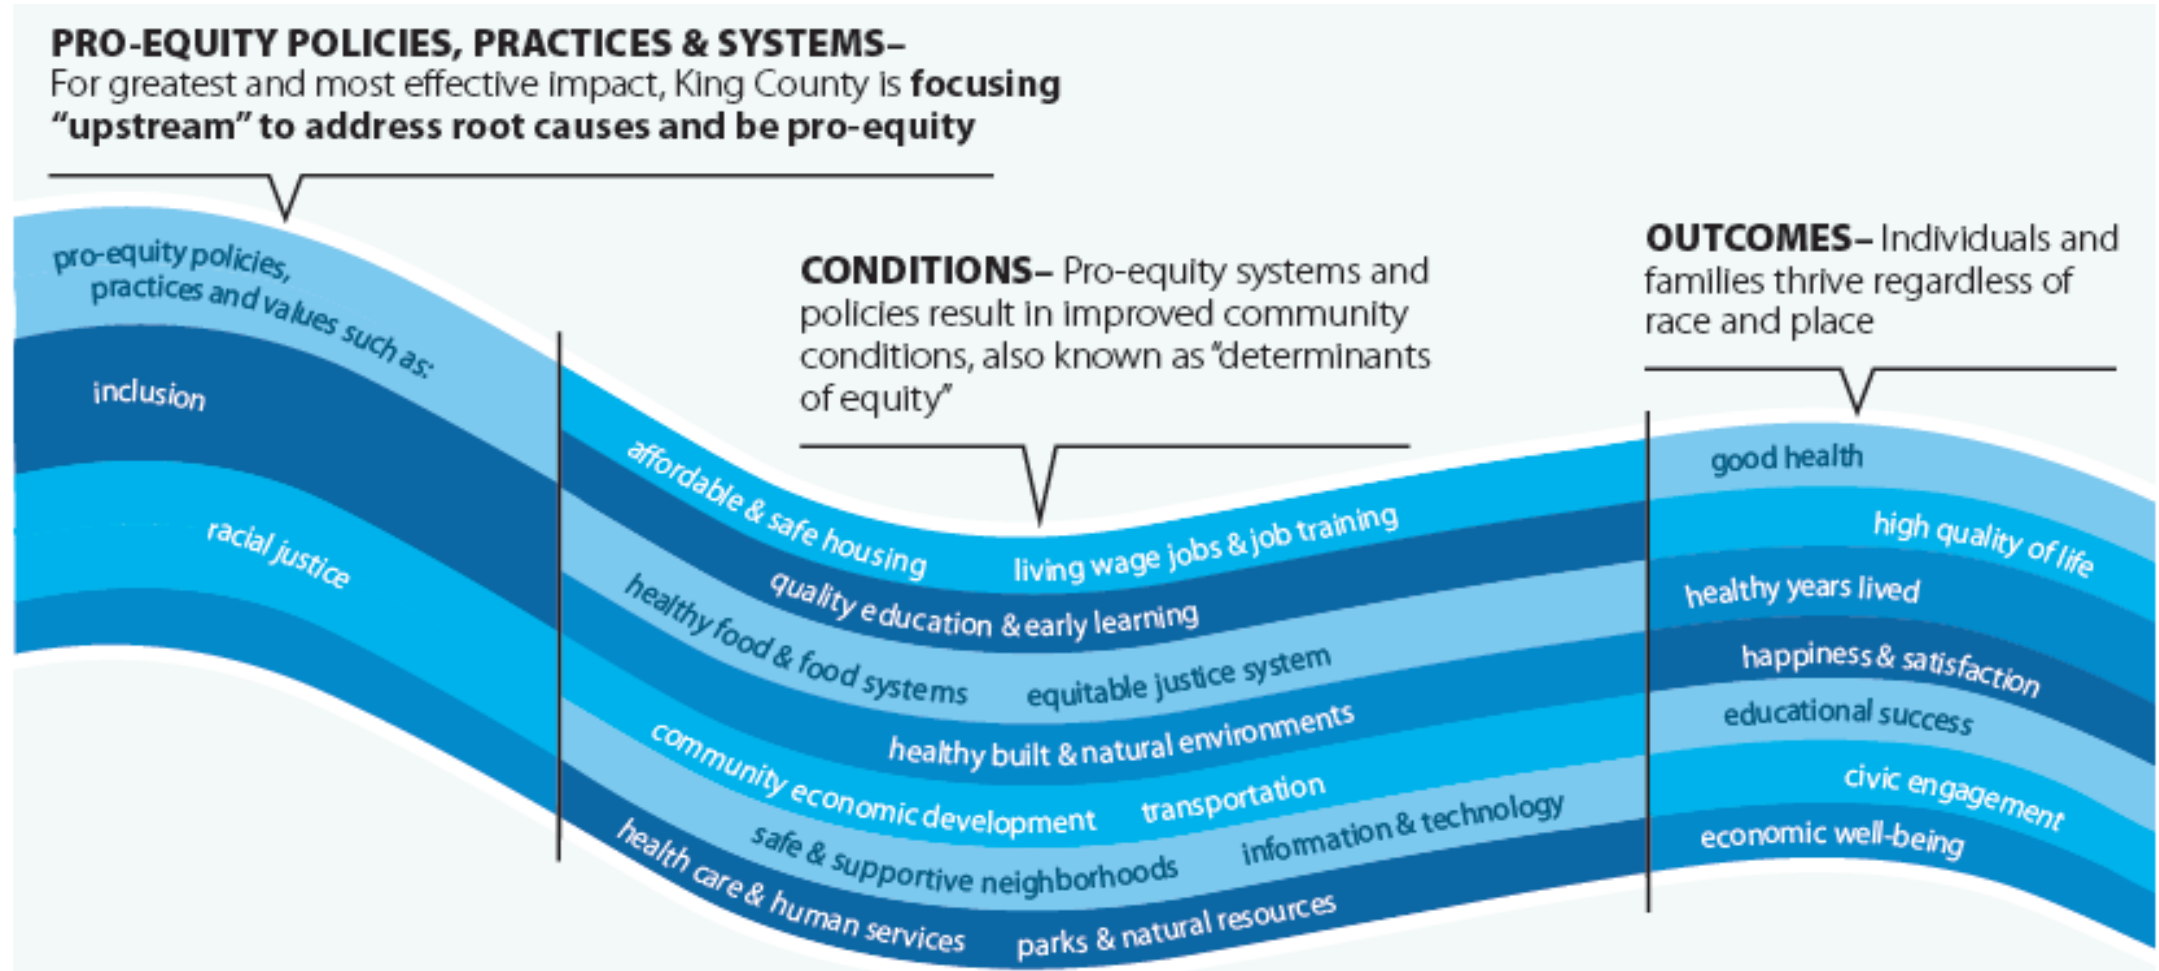 PRO-EQUITY POLICIES, PRACTICES & SYSTEMS–
For greatest and most effective impact, King County is focusing
“upstream” to address root causes and be pro-equity
pro-equity policies,
practices and values such as:
inclusion
racial justice
CONDITIONS– Pro-equity systems and
policies result in improved community
conditions, also known as “determinants
of equity”
affordable & safe housing
living wage jobs & job training
quality education & early learning
healthy food & food systems
equitable justice system
healthy built & natural environments
community economic development
transportation
safe & supportive neighborhoods
information & technology
health care & human services
parks & natural resources
OUTCOMES– Individuals and
families thrive regardless of
race and place
good health
high quality of life
healthy years lived
happiness & satisfaction
educational success
civic engagement
economic well-being